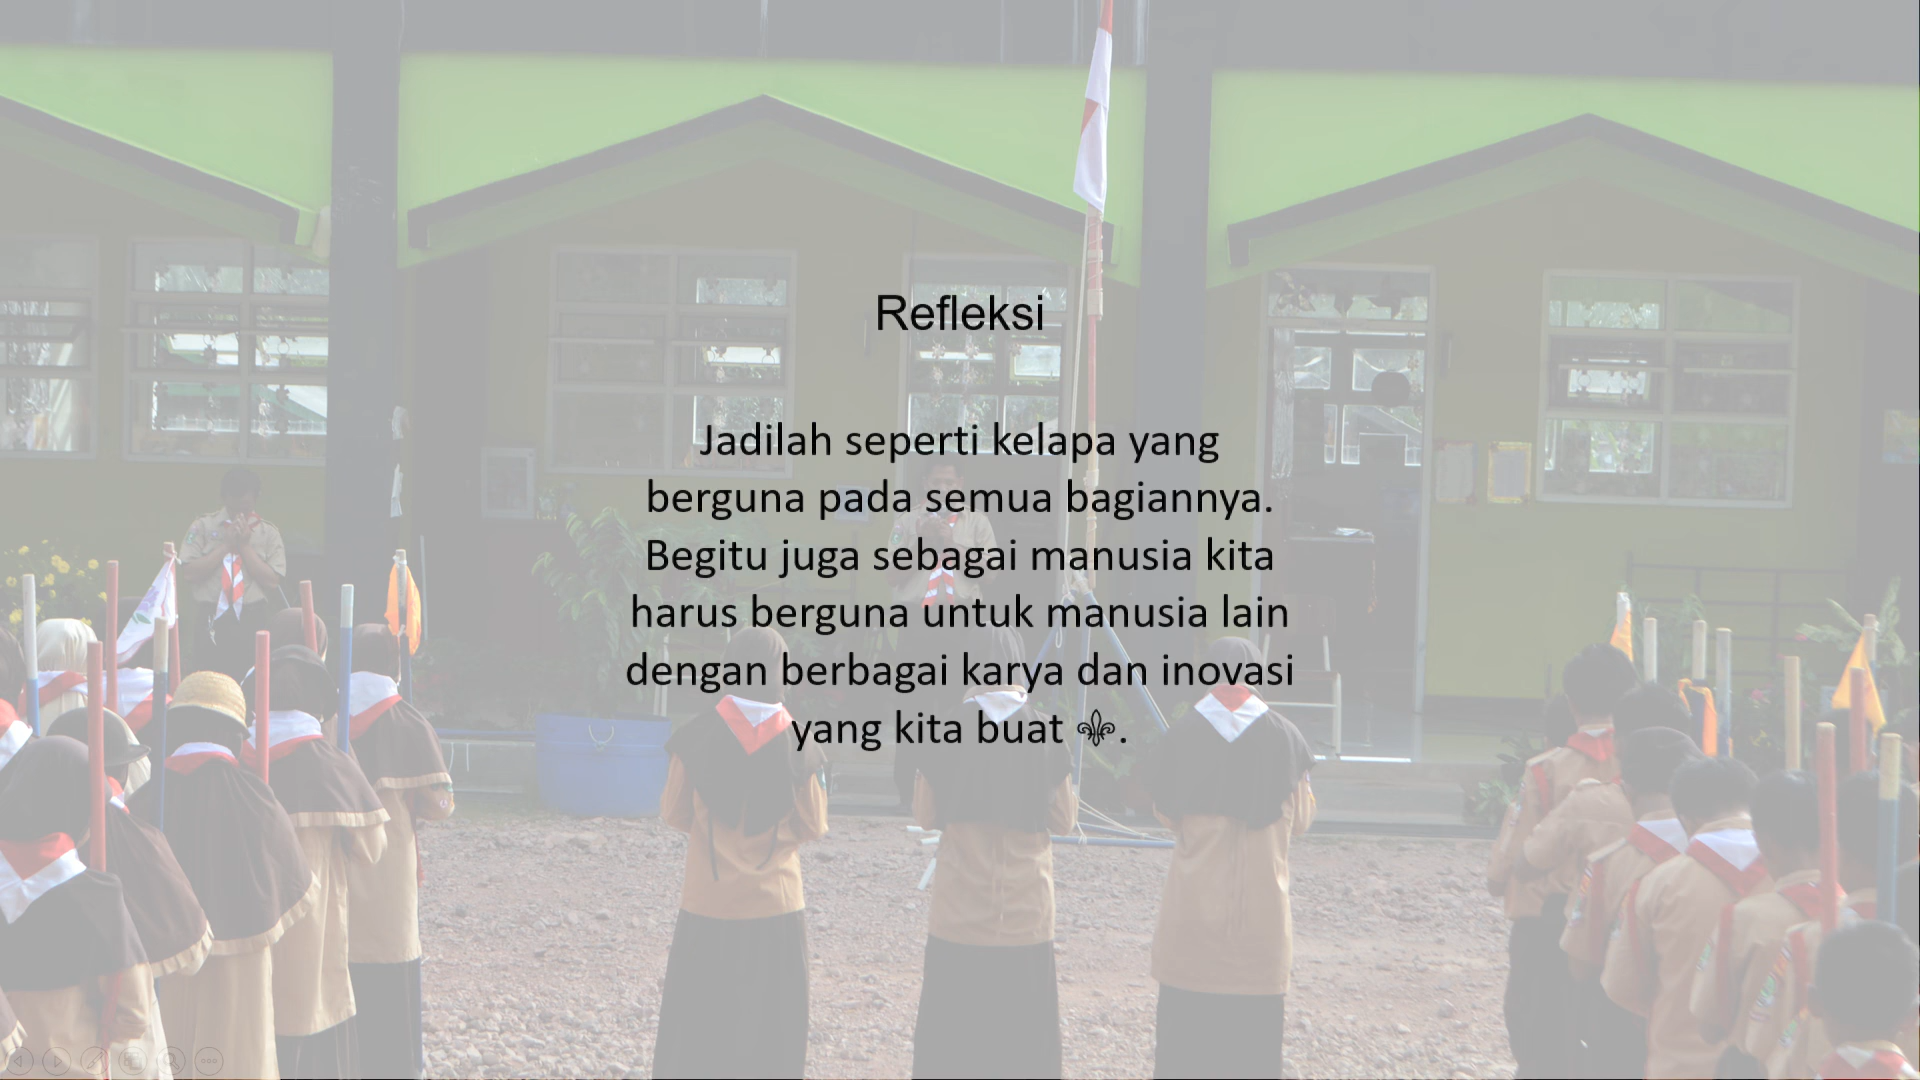 Refleksi
Jadilah seperti kelapa yang
berguna pada semua bagiannya.
Begitu juga sebagai manusia kita
harus berguna untuk manusia lain
dengan berbagai karya dan inovasi
yang kita buat ⚜.